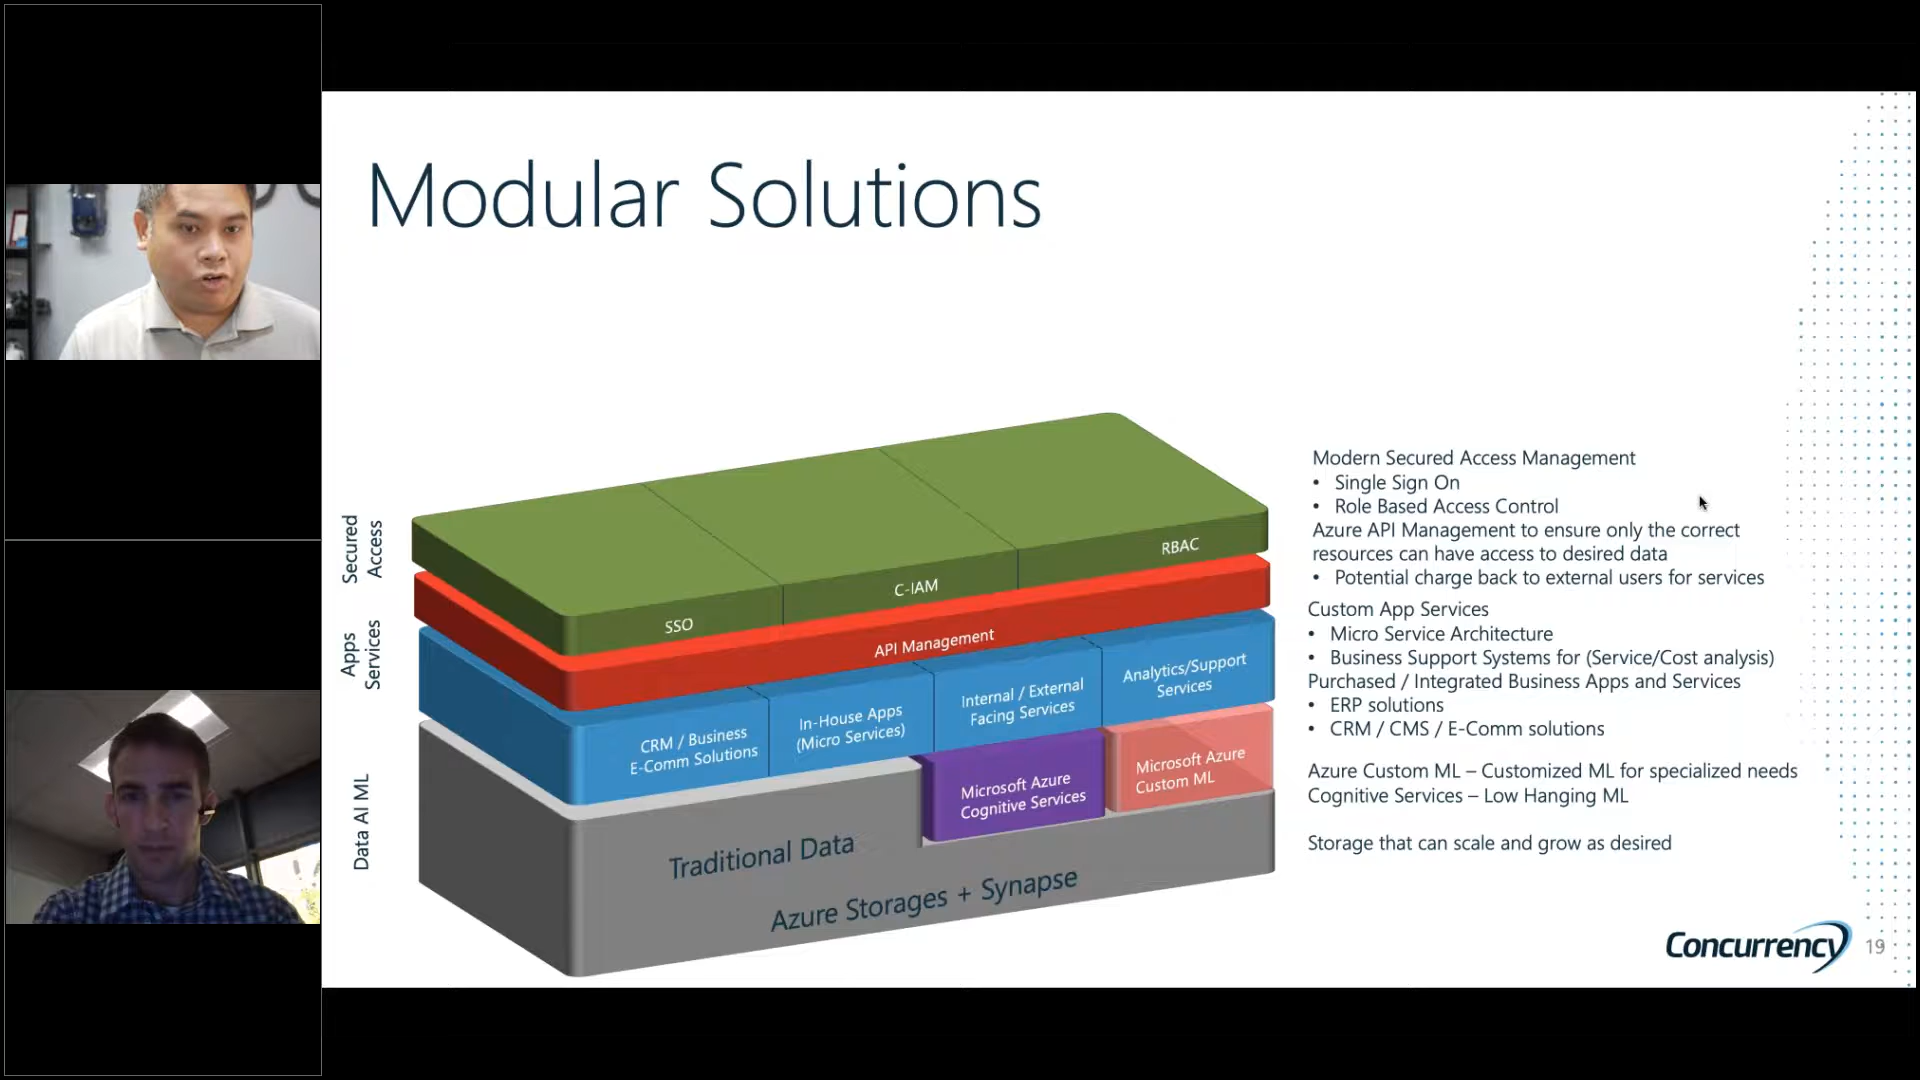 Modular Solutions
Secured
Access
Apps
Services
Data AI ML
SSO
C-IAM
RBAC
API Management
CRM / Business
E-Comm Solutions
In-House Apps
(Micro Services)
Internal / External
Facing Services
Analytics/Support
Services
Microsoft Azure
Cognitive Services
Microsoft Azure
Custom ML
Traditional Data
Azure Storages + Synapse
Modern Secured Access Management
• Single Sign On
• Role Based Access Control
Azure API Management to ensure only the correct
resources can have access to desired data
• Potential charge back to external users for services
Custom App Services
• Micro Service Architecture
• Business Support Systems for (Service/Cost analysis)
Purchased / Integrated Business Apps and Services
• ERP solutions
• CRM / CMS / E-Comm solutions
Azure Custom ML – Customized ML for specialized needs
Cognitive Services – Low Hanging ML
Storage that can scale and grow as desired
Concurrency
19